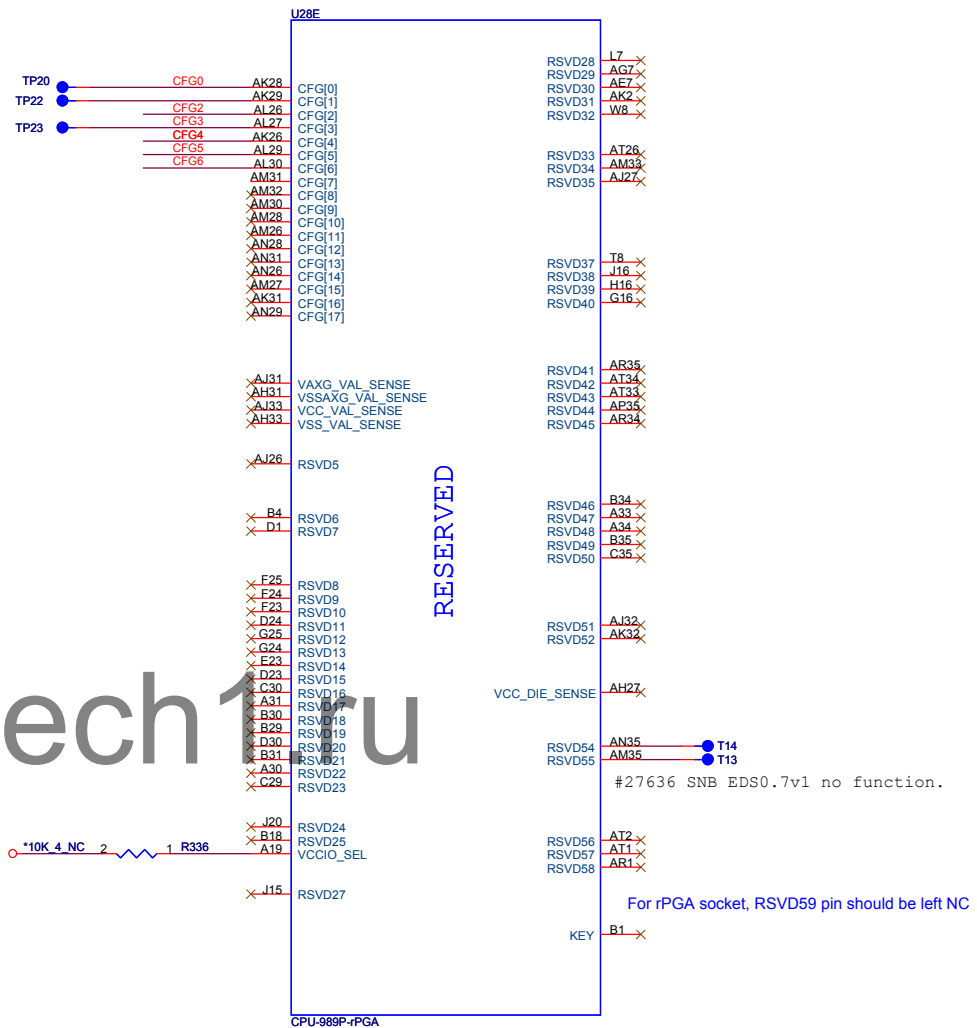 U28E
TP20 CFG0 AK28 CFG[0]
TP22 AK29 CFG[1]
CFG2 AL26 CFG[2]
TP23 CFG3 AL27 CFG[3]
CFG4 AK26 CFG[4]
CFG5 AL29 CFG[5]
CFG6 AL30 CFG[6]
AM31 CFG[7]
AM32 CFG[8]
AM30 CFG[9]
AM28 CFG[10]
AM26 CFG[11]
AN28 CFG[12]
AN31 CFG[13]
AN26 CFG[14]
AM27 CFG[15]
AK31 CFG[16]
AN29 CFG[17]
AJ31 VAXG_VAL_SENSE
AH31 VSSAXG_VAL_SENSE
AJ33 VCC_VAL_SENSE
AH33 VSS_VAL_SENSE
AJ26 RSVD5
B4 RSVD6
D1 RSVD7
F25 RSVD8
F24 RSVD9
F23 RSVD10
D24 RSVD11
G25 RSVD12
G24 RSVD13
E23 RSVD14
D23 RSVD15
C30 RSVD16
A31 RSVD17
B30 RSVD18
B29 RSVD19
D30 RSVD20
B31 RSVD21
A30 RSVD22
C29 RSVD23
J20 RSVD24
B18 RSVD25
*10K_4_NC 2 1 R336 A19 VCCIO_SEL
J15 RSVD27
RESERVED
RSVD28 L7
RSVD29 AG7
RSVD30 AE7
RSVD31 AK2
RSVD32 W8
RSVD33 AT26
RSVD34 AM33
RSVD35 AJ27
RSVD37 T8
RSVD38 J16
RSVD39 H16
RSVD40 G16
RSVD41 AR35
RSVD42 AT34
RSVD43 AT33
RSVD44 AP35
RSVD45 AR34
RSVD46 B34
RSVD47 A33
RSVD48 A34
RSVD49 B35
RSVD50 C35
RSVD51 AJ32
RSVD52 AK32
VCC_DIE_SENSE AH27
RSVD54 AN35 T14
RSVD55 AM35 T13
#27636 SNB EDS0.7v1 no function.
RSVD56 AT2
RSVD57 AT1
RSVD58 AR1
For rPGA socket, RSVD59 pin should be left NC
KEY B1
CPU-989P-rPGA
ech1.ru